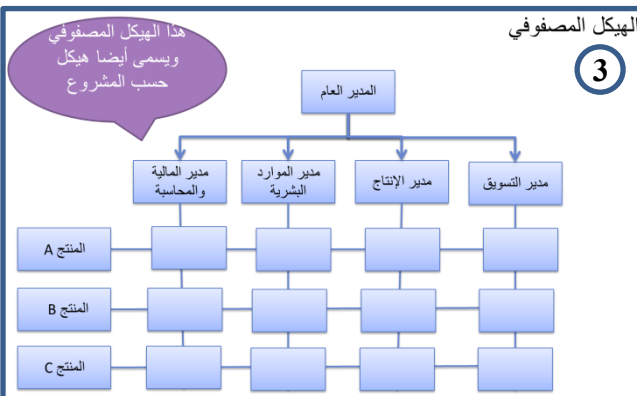 الهيكل المصفوفي
3
هذا الهيكل المصفوفي
ويسمى أيضا هيكل
حسب المشروع
المدير العام
مدير التسويق
مدير الإنتاج
مدير الموارد
البشرية
مدير المالية
والمحاسبة
المنتج A
المنتج B
المنتج C